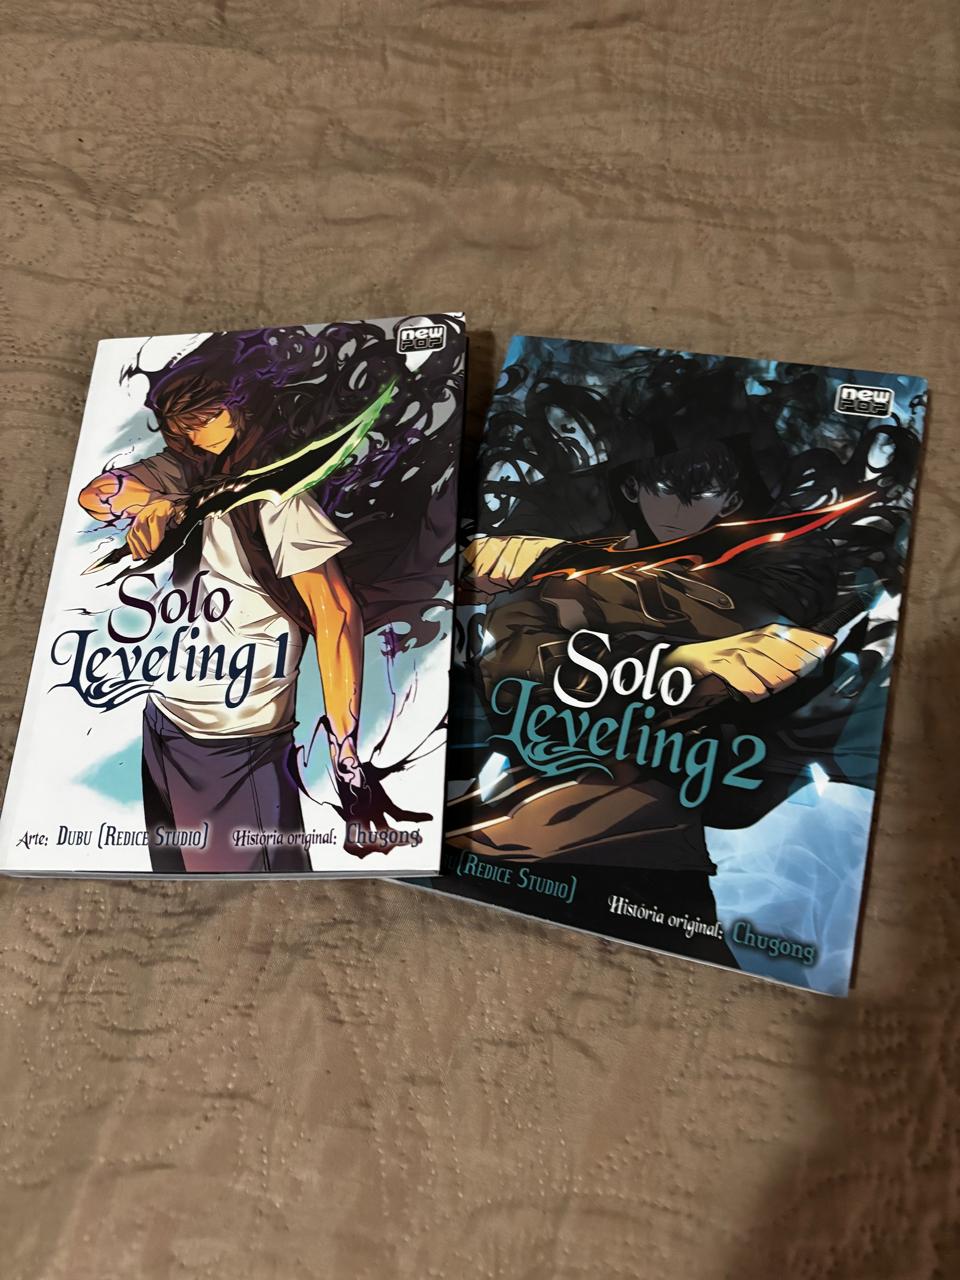 new
POP
Solo
Leveling 1
Arte: Dubu (Redice Studio) História original: Chugong
new
POP
Solo
Leveling 2
(Redice Studio)
História original: Chugong